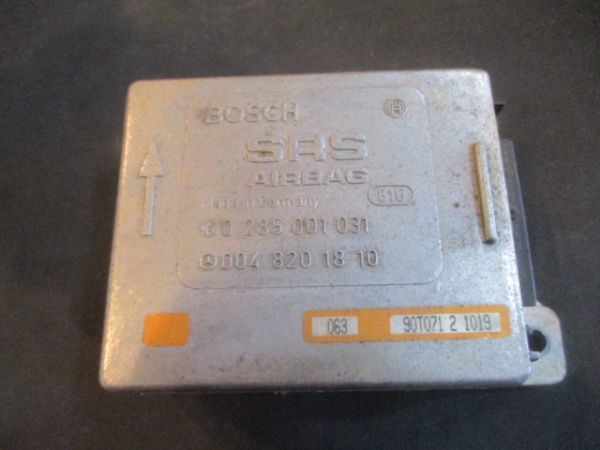 BOSCH
SRS
AIRBAG
Made in Germany
0 285 001 031
004 820 18 10
063 90T071 2 1019